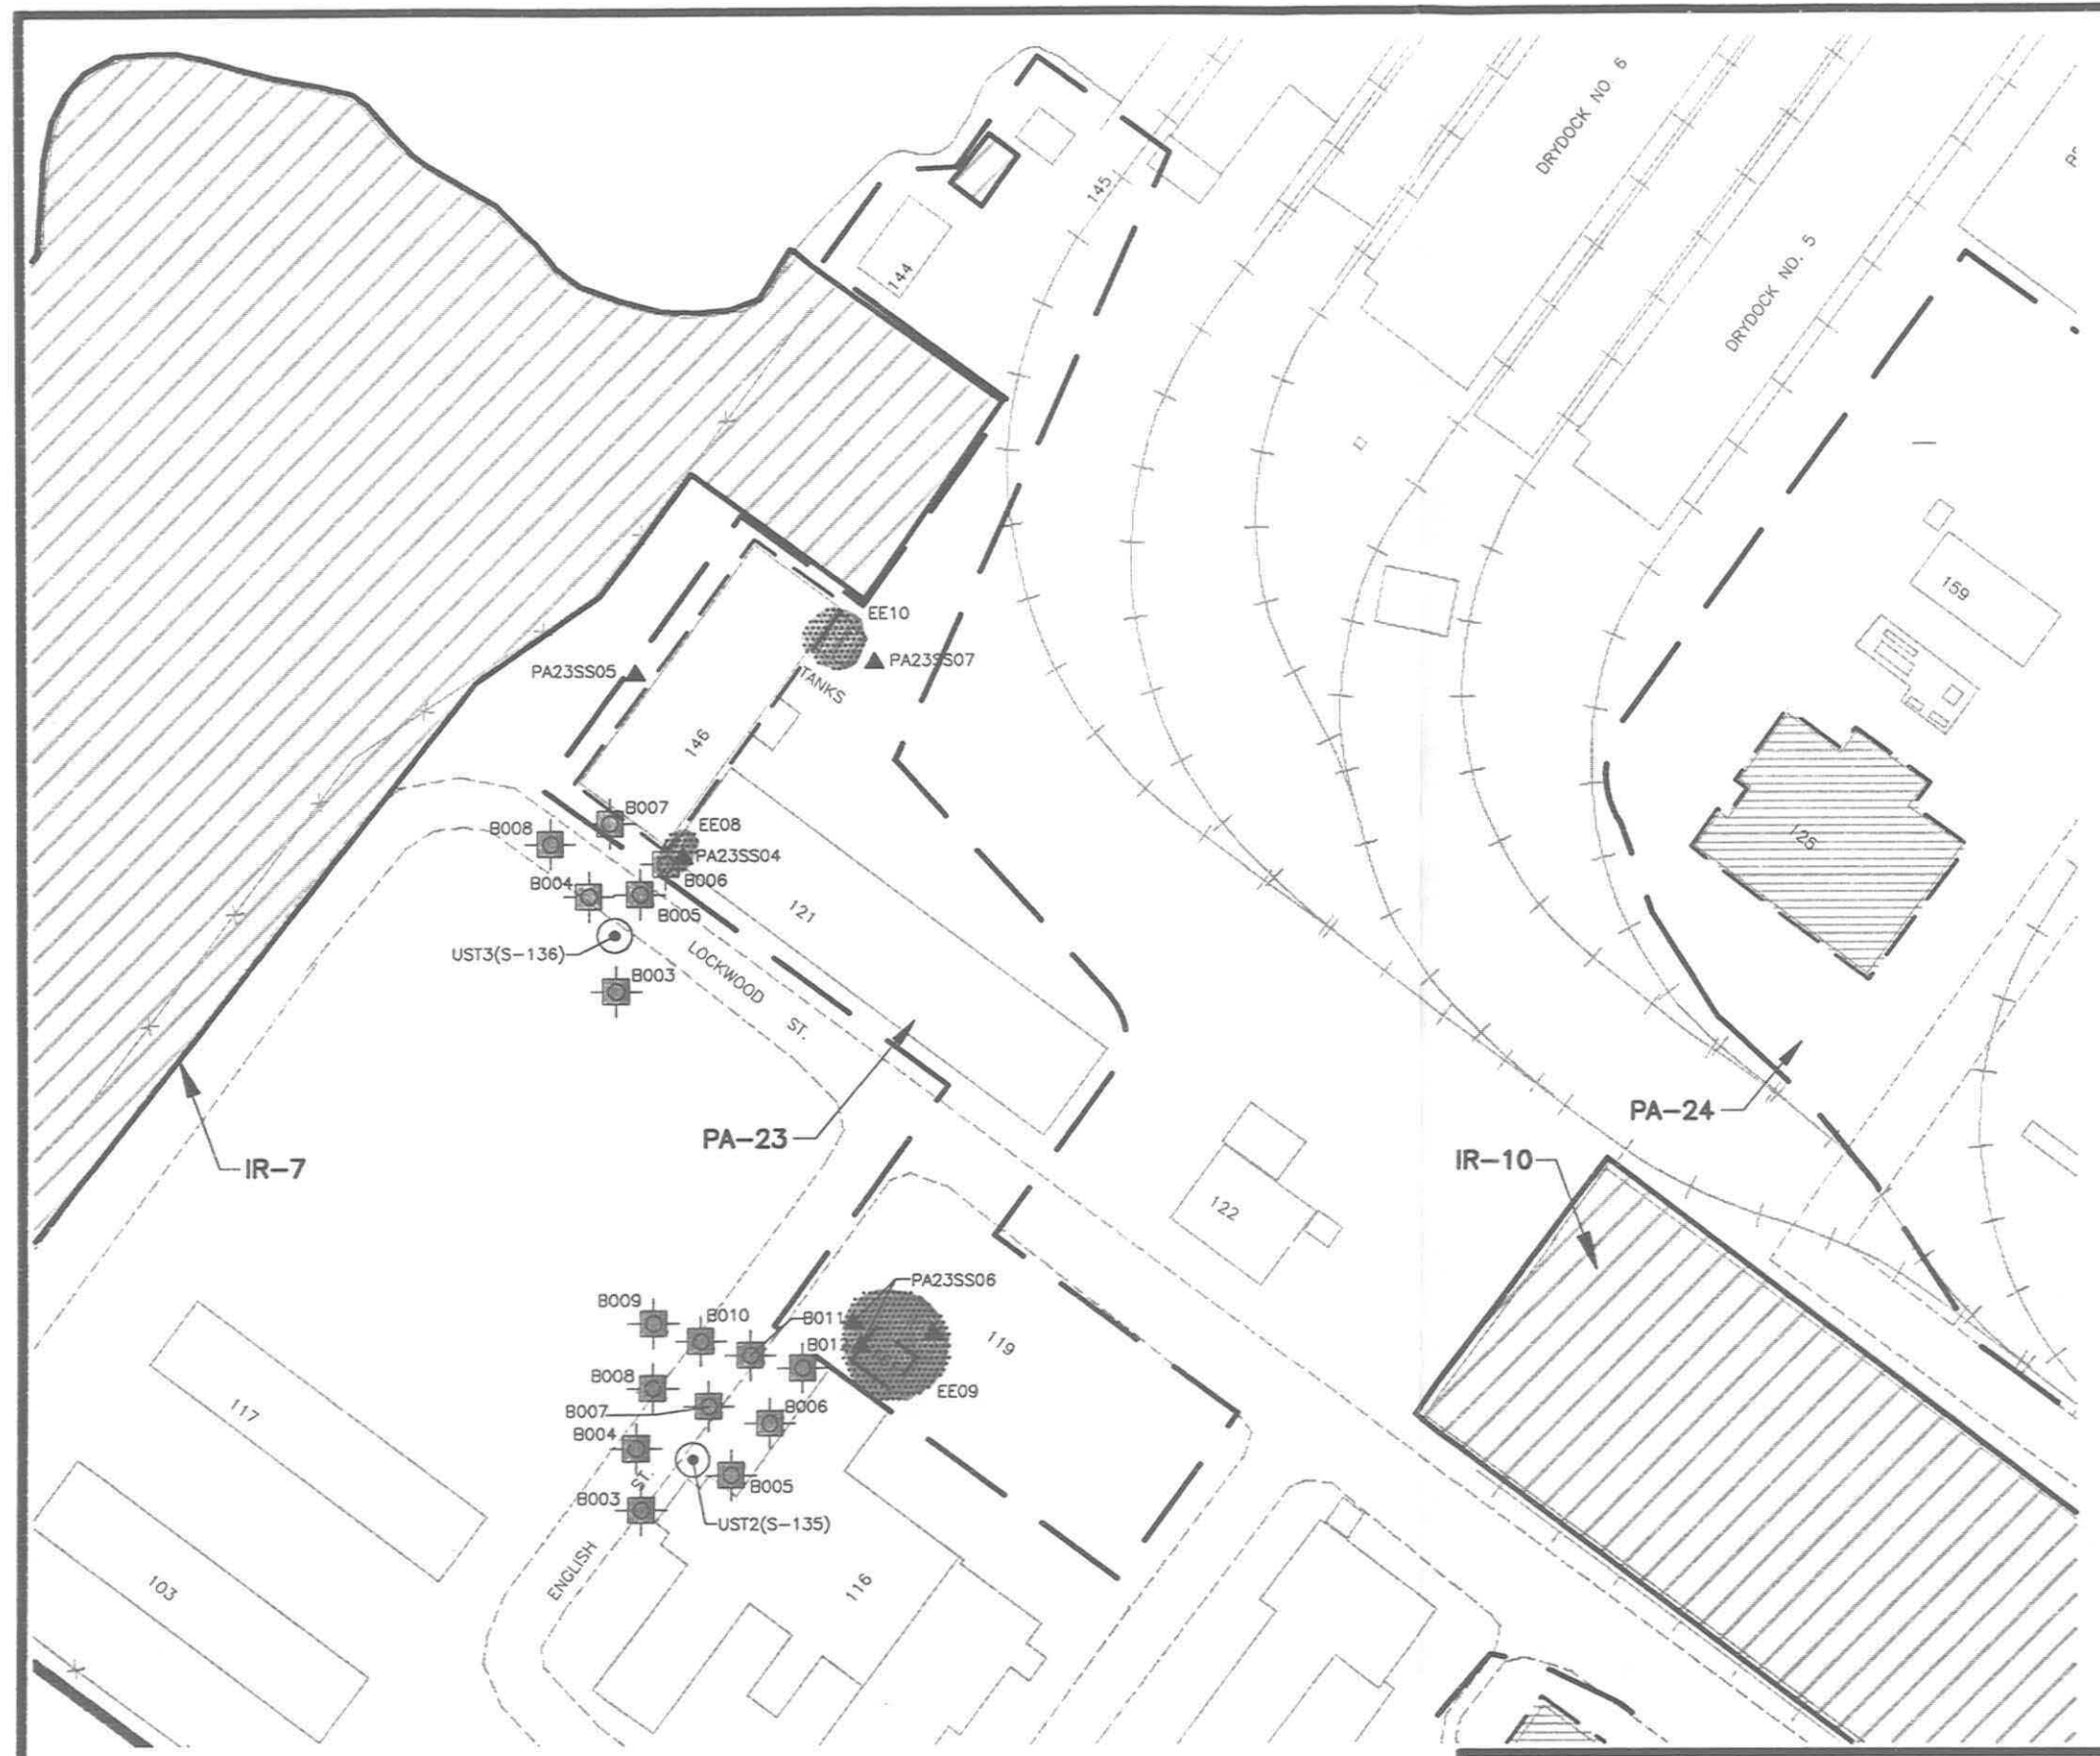 DRYDOCK NO 6
145
DRYDOCK NO. 5
144
159
EE10
PA23SS07
PA23SS05
TANKS
146
125
B007
B008
EE08
PA23SS04
B006
B004
B005
121
UST3(S-136)
LOCKWOOD
ST.
B003
PA-24
PA-23
IR-10
IR-7
122
PA23SS06
B009
B010
B011
119
B008
EE09
B007
B006
117
B004
ST.
B005
B003
UST2(S-135)
ENGLISH
116
103